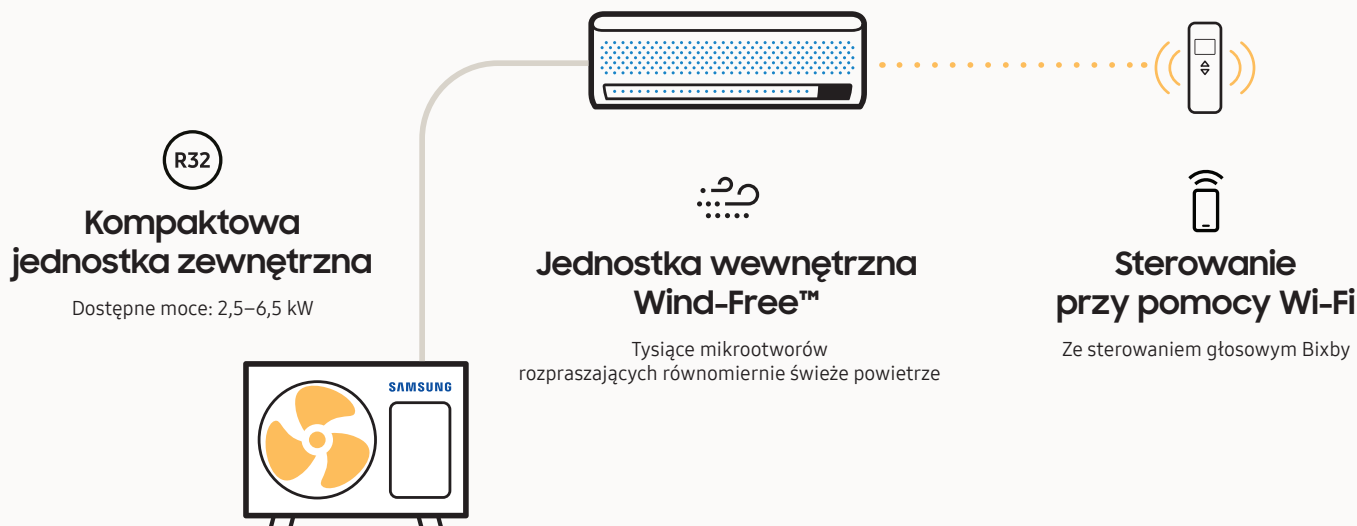 R32
Kompaktowa
jednostka zewnętrzna
Dostępne moce: 2,5–6,5 kW
SAMSUNG
Jednostka wewnętrzna
Wind-Free™
Tysiące mikrootworów
rozpraszających równomiernie świeże powietrze
Sterowanie
przy pomocy Wi-Fi
Ze sterowaniem głosowym Bixby